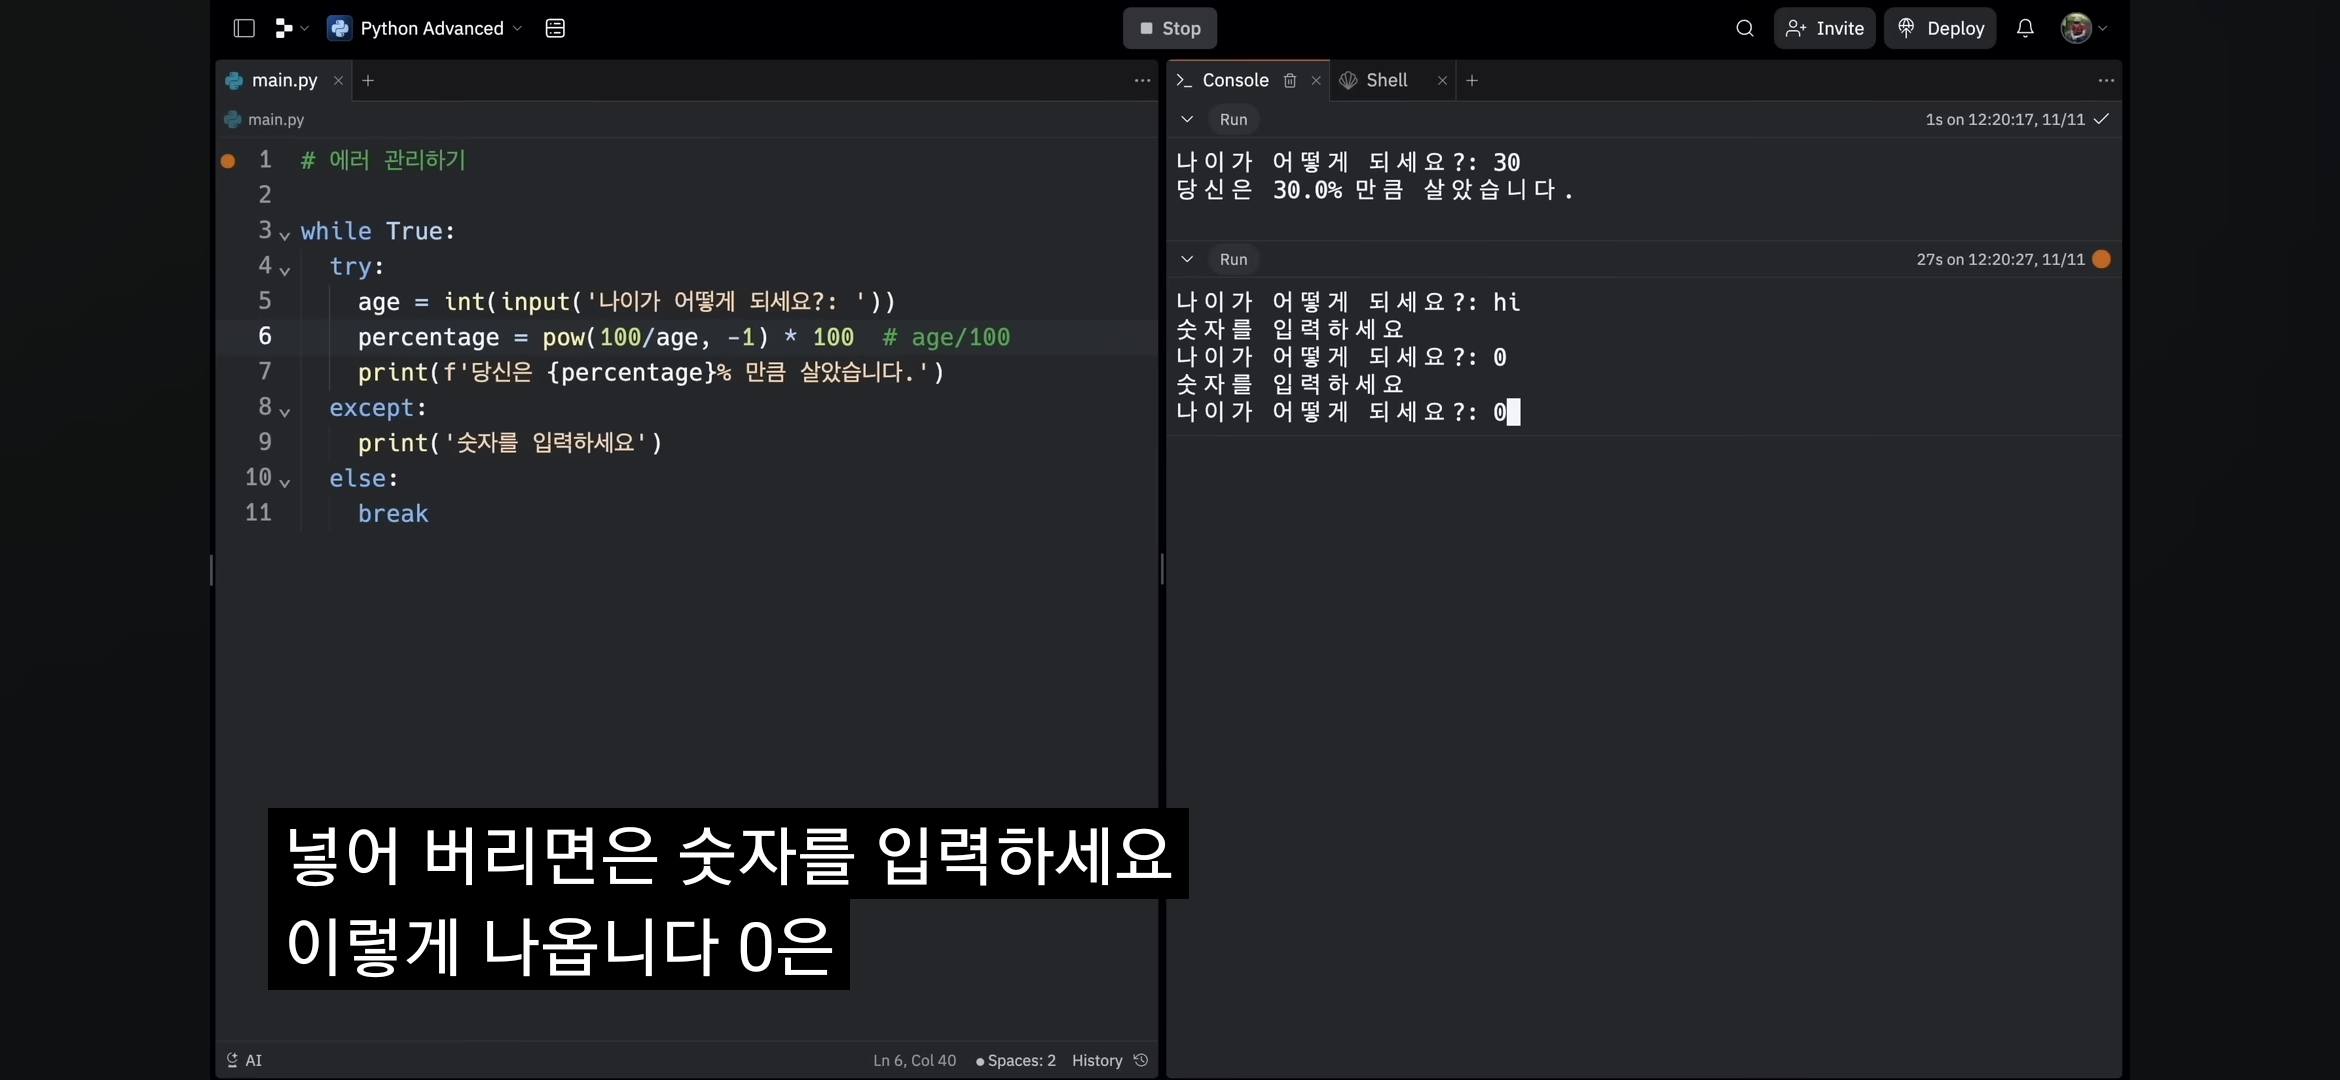 Python Advanced
Stop
Invite
Deploy
main.py
Console
Shell
main.py
1 # 에러 관리하기
2
3 while True:
4 try:
5 age = int(input('나이가 어떻게 되세요?: '))
6 percentage = pow(100/age, -1) * 100 # age/100
7 print(f'당신은 {percentage}% 만큼 살았습니다.')
8 except:
9 print('숫자를 입력하세요')
10 else:
11 break
Run
1s on 12:20:17, 11/11
나이가 어떻게 되세요?: 30
당신은 30.0% 만큼 살았습니다.
Run
27s on 12:20:27, 11/11
나이가 어떻게 되세요?: hi
숫자를 입력하세요
나이가 어떻게 되세요?: 0
숫자를 입력하세요
나이가 어떻게 되세요?: 0
넣어 버리면은 숫자를 입력하세요
이렇게 나옵니다 0은
AI
Ln 6, Col 40
Spaces: 2
History